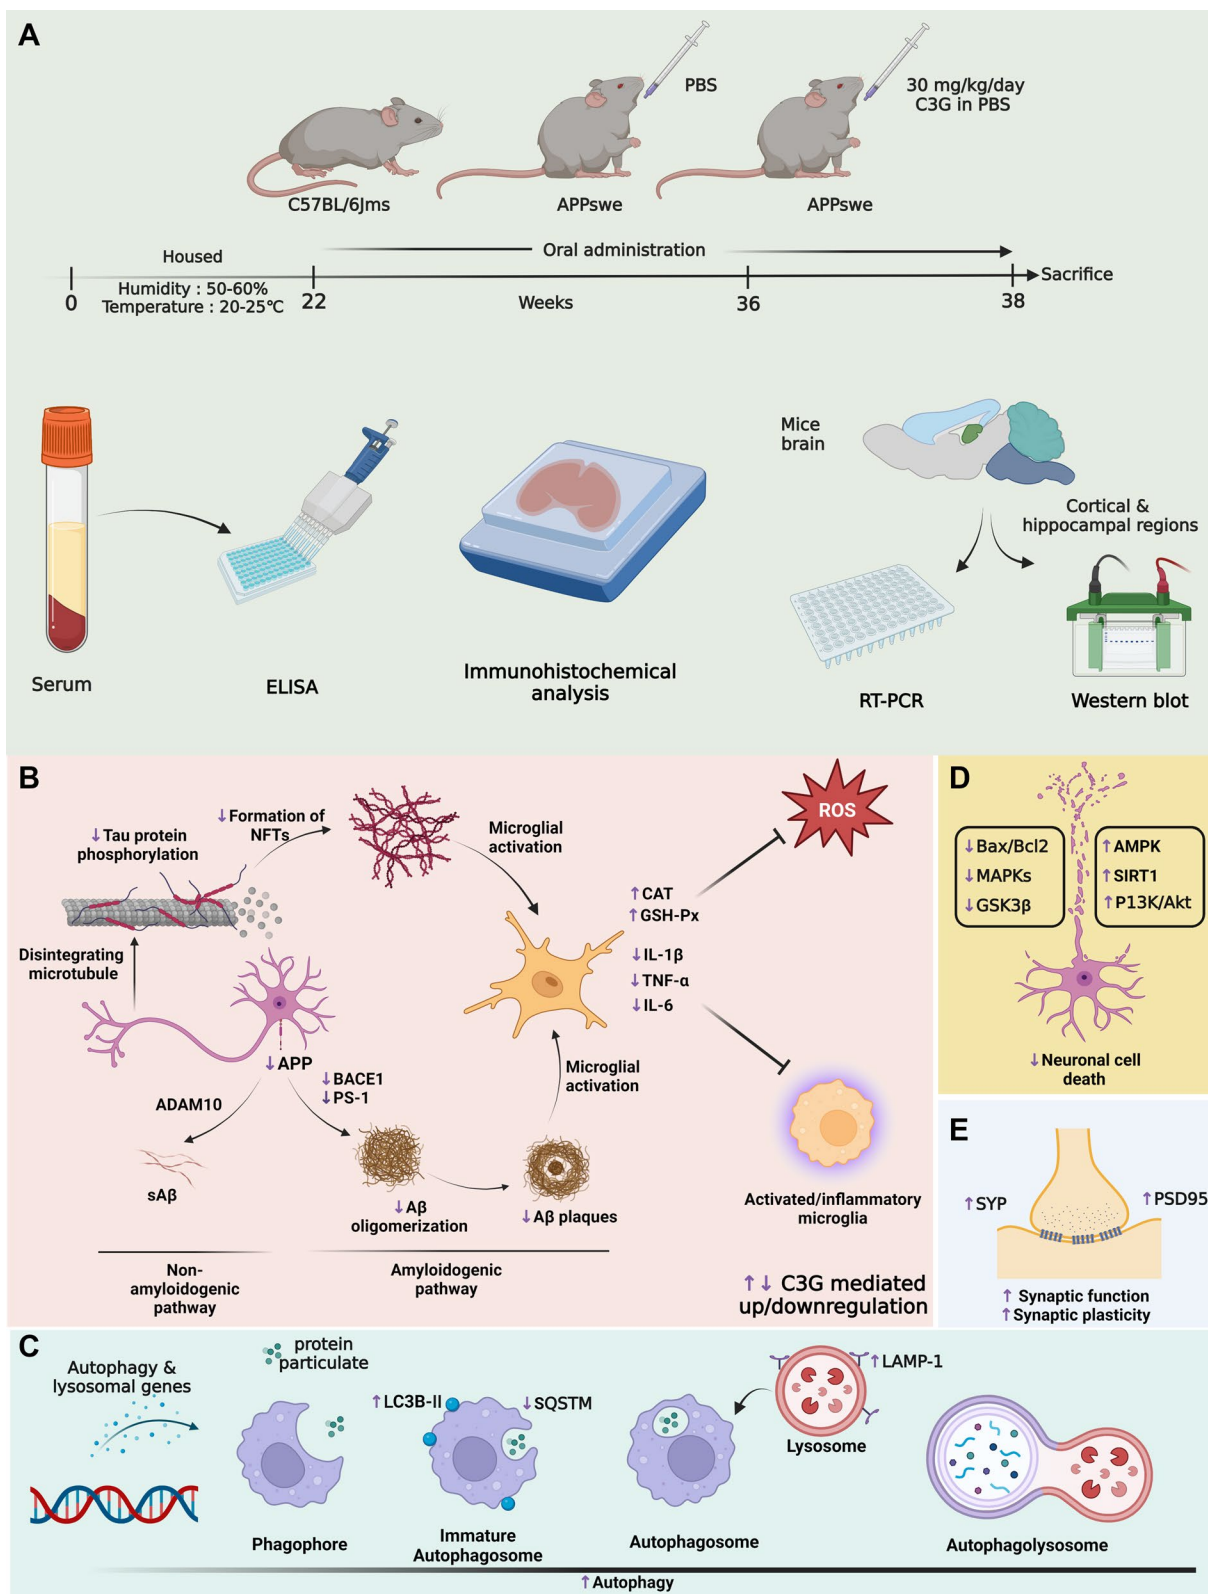 A
PBS
30 mg/kg/day
C3G in PBS
C57BL/6Jms
APPswe
APPswe
Housed
Oral administration
Humidity : 50-60%
Temperature : 20-25℃
0
22
Weeks
36
38
Sacrifice
Mice
brain
Cortical &
hippocampal regions
Serum
ELISA
Immunohistochemical
analysis
RT-PCR
Western blot
B
↓Tau protein
phosphorylation
↓Formation of
NFTs
Microglial
activation
ROS
↑CAT
↑GSH-Px
↓IL-1β
↓TNF-α
↓IL-6
Disintegrating
microtubule
↓APP
ADAM10
↓BACE1
↓PS-1
Microglial
activation
sAβ
↓Aβ
oligomerization
↓Aβ plaques
Activated/inflammatory
microglia
Non-
amyloidogenic
pathway
Amyloidogenic
pathway
↑↓ C3G mediated
up/downregulation
D
↓Bax/Bcl2
↓MAPKs
↓GSK3β
↑AMPK
↑SIRT1
↑P13K/Akt
↓Neuronal cell
death
E
↑SYP
↑PSD95
↑ Synaptic function
↑Synaptic plasticity
C
Autophagy &
lysosomal genes
protein
particulate
↑LC3B-II
↓SQSTM
↑LAMP-1
Lysosome
Phagophore
Immature
Autophagosome
Autophagosome
Autophagolysosome
↑Autophagy